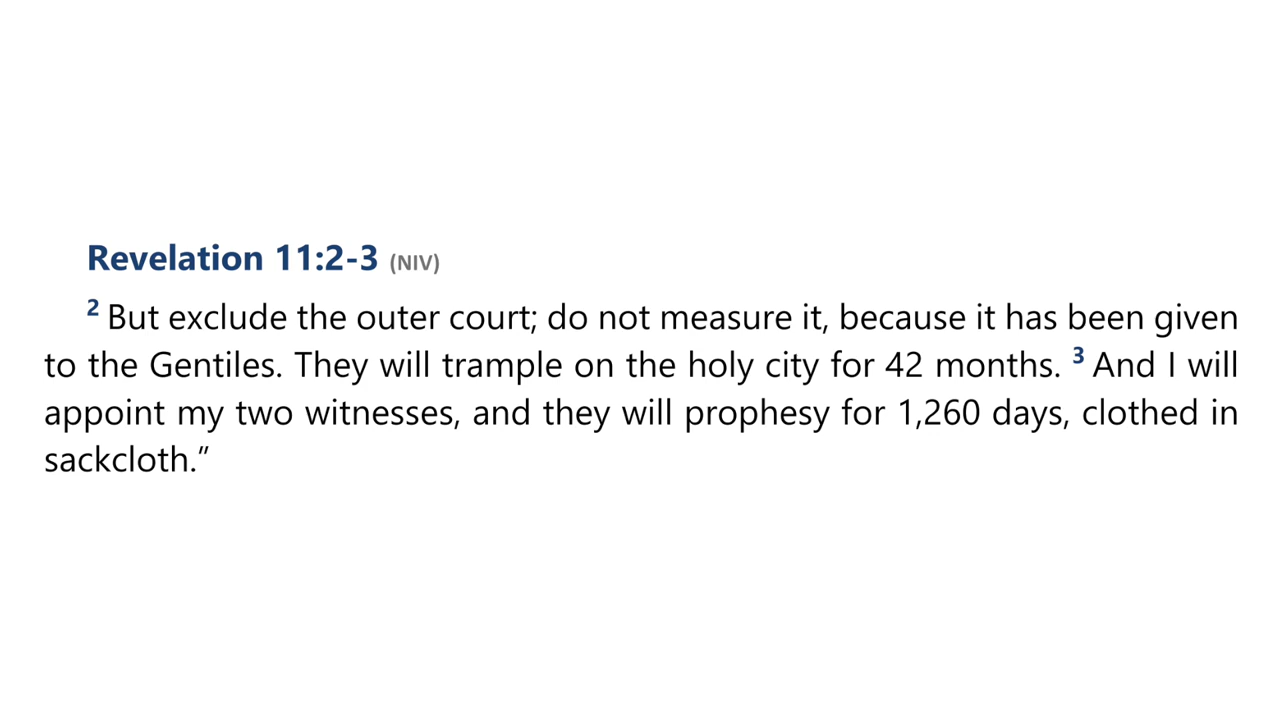 Revelation 11:2-3 (NIV)
2 But exclude the outer court; do not measure it, because it has been given
to the Gentiles. They will trample on the holy city for 42 months. 3 And I will
appoint my two witnesses, and they will prophesy for 1,260 days, clothed in
sackcloth.”